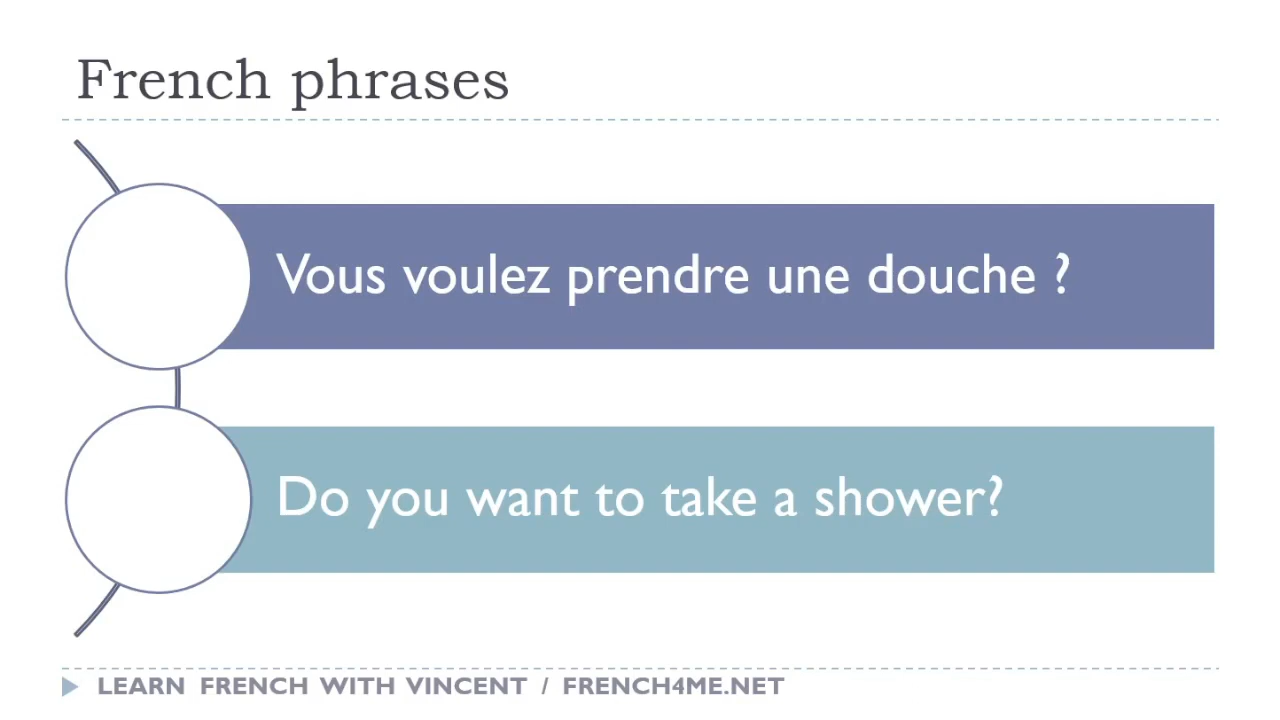 French phrases
Vous voulez prendre une douche ?
Do you want to take a shower?
LEARN FRENCH WITH VINCENT / FRENCH4ME.NET